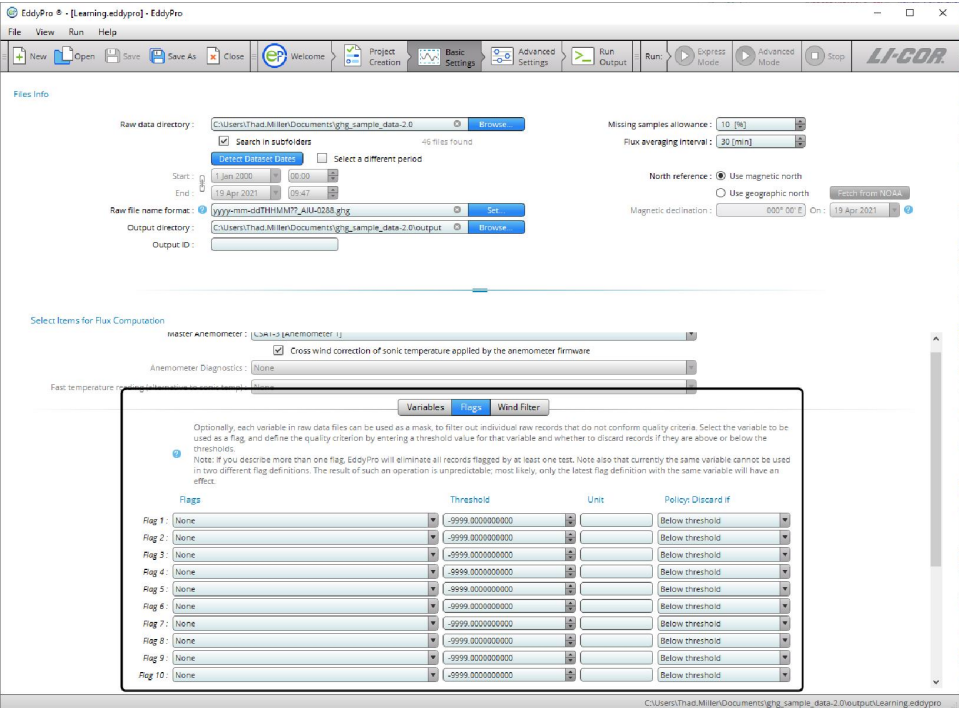 EddyPro ® - [Learning.eddypro] - EddyPro
File View Run Help
New Open Save Save As Close Welcome Project Creation Basic Settings Advanced Settings Run Output Run: Express Mode Advanced Mode Stop LI-COR.
Files Info
Raw data directory : C:\Users\Thad.Miller\Documents\ghg_sample_data-2.0 Browse... Missing samples allowance : 10 [%]
Search in subfolders 46 files found Flux averaging interval : 30 [min]
Detect Dataset Dates Select a different period
Start : 1 Jan 2000 00:00 North reference : Use magnetic north
End : 19 Apr 2021 09:47 Use geographic north Fetch from NOAA
Raw file name format : yyyy-mm-ddTHHMM??_AIU-0288.ghg Set... Magnetic declination : 000° 00' E On : 19 Apr 2021
Output directory : C:\Users\Thad.Miller\Documents\ghg_sample_data-2.0\output Browse...
Output ID :
Select Items for Flux Computation
Master Anemometer : CSAT-3 [Anemometer 1]
Cross wind correction of sonic temperature applied by the anemometer firmware
Anemometer Diagnostics : None
Fast temperature reading (alternative to sonic temp) : None
Variables Flags Wind Filter
Optionally, each variable in raw data files can be used as a mask, to filter out individual raw records that do not conform quality criteria. Select the variable to be
used as a flag, and define the quality criterion by entering a threshold value for that variable and whether to discard records if they are above or below the
thresholds.
Note: If you describe more than one flag, EddyPro will eliminate all records flagged by at least one test. Note also that currently the same variable cannot be used
in two different flag definitions. The result of such an operation is unpredictable; most likely, only the latest flag definition with the same variable will have an
effect.
Flags Threshold Unit Policy: Discard if
Flag 1 : None -9999.0000000000 Below threshold
Flag 2 : None -9999.0000000000 Below threshold
Flag 3 : None -9999.0000000000 Below threshold
Flag 4 : None -9999.0000000000 Below threshold
Flag 5 : None -9999.0000000000 Below threshold
Flag 6 : None -9999.0000000000 Below threshold
Flag 7 : None -9999.0000000000 Below threshold
Flag 8 : None -9999.0000000000 Below threshold
Flag 9 : None -9999.0000000000 Below threshold
Flag 10 : None -9999.0000000000 Below threshold
C:\Users\Thad.Miller\Documents\ghg_sample_data-2.0\output\Learning.eddypro